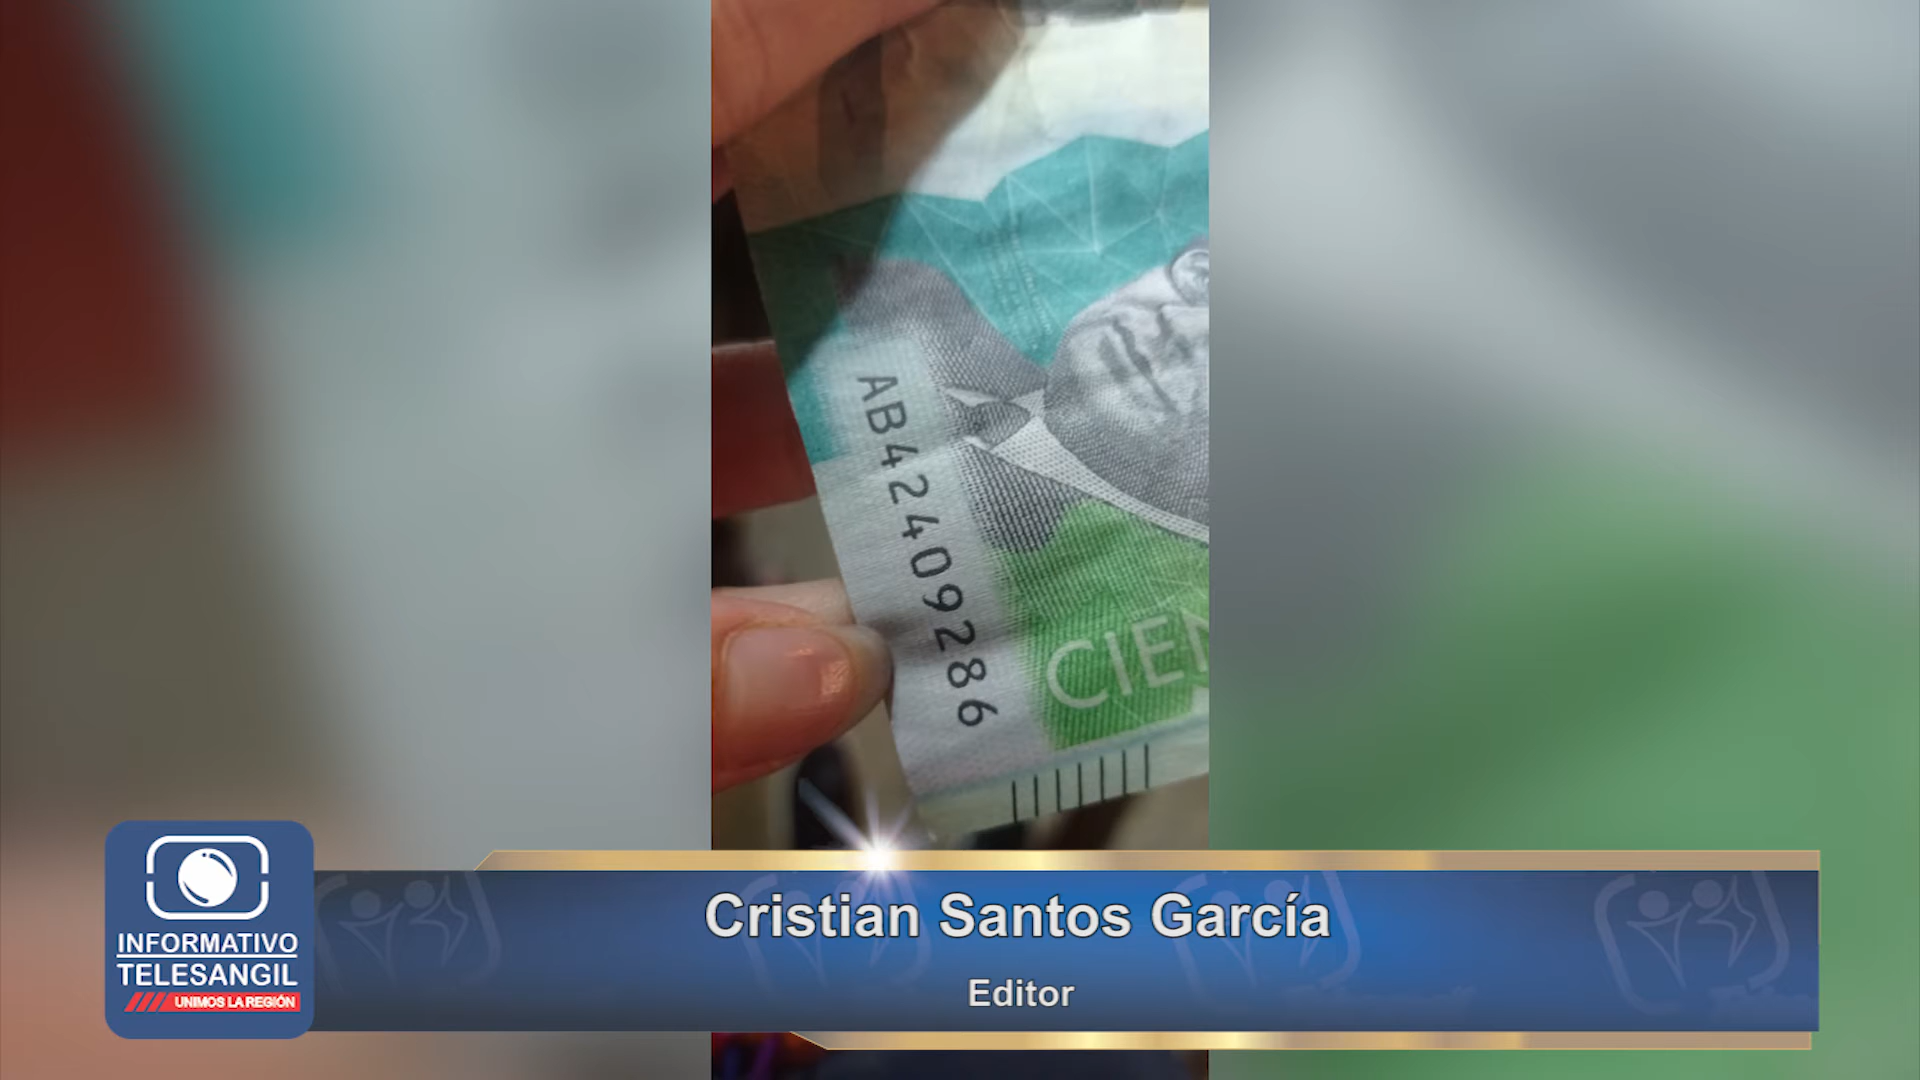 AB42409286
CIEN
Cristian Santos García
Editor
INFORMATIVO
TELESANGIL
UNIMOS LA REGIÓN